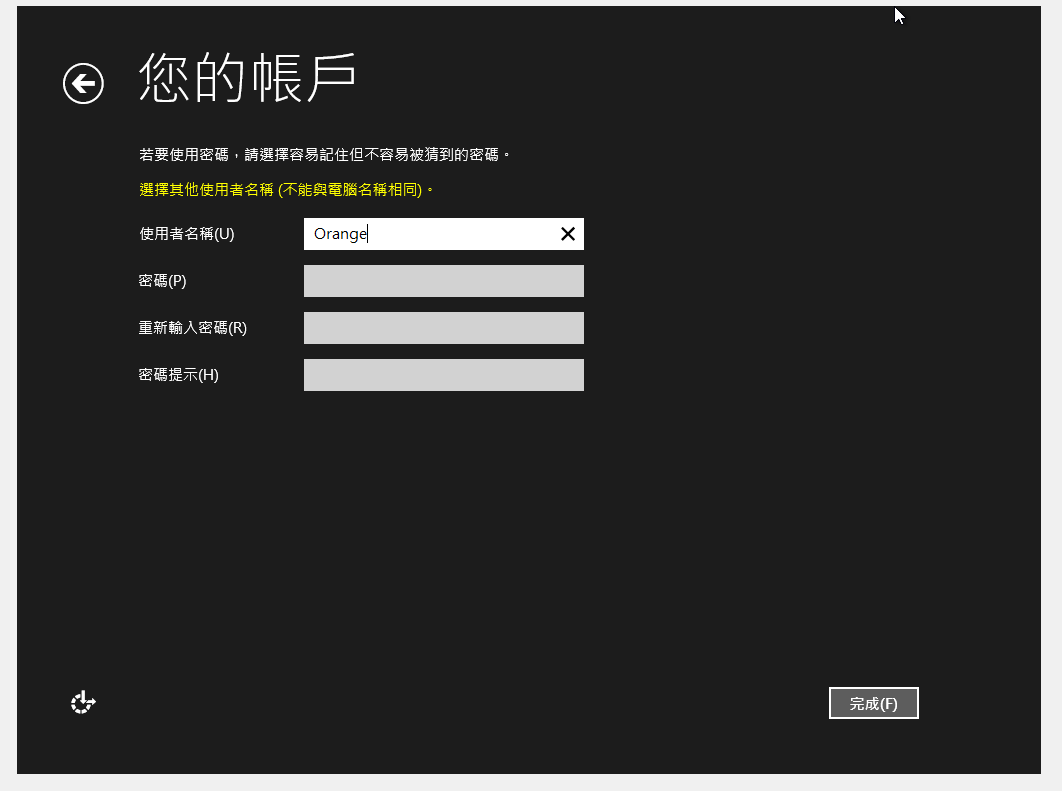 您的帳戶
若要使用密碼，請選擇容易記住但不容易被猜到的密碼。
選擇其他使用者名稱 (不能與電腦名稱相同)。
使用者名稱(U) Orange
密碼(P)
重新輸入密碼(R)
密碼提示(H)
完成(F)